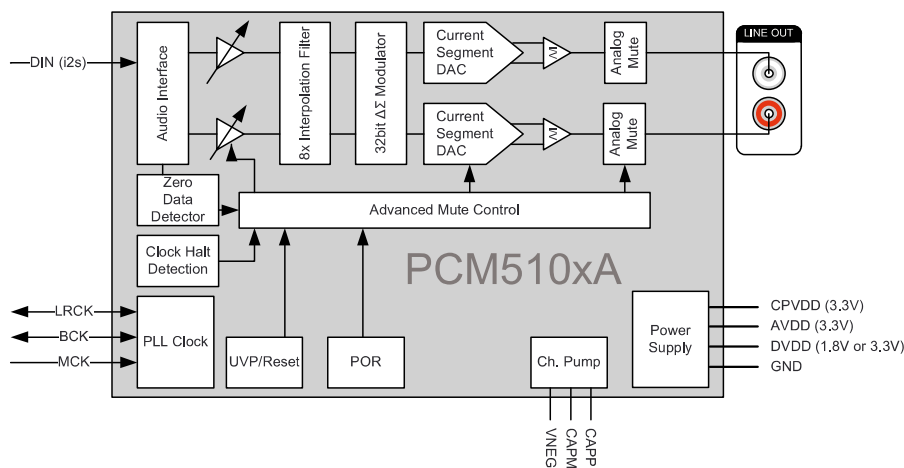 LINE OUT
DIN (i2s)
Audio Interface
8x Interpolation Filter
32bit ΔΣ Modulator
Current
Segment
DAC
I/V
Analog
Mute
Current
Segment
DAC
I/V
Analog
Mute
Zero
Data
Detector
Advanced Mute Control
Clock Halt
Detection
PCM510xA
LRCK
BCK
MCK
PLL Clock
UVP/Reset
POR
Ch. Pump
Power
Supply
CPVDD (3.3V)
AVDD (3.3V)
DVDD (1.8V or 3.3V)
GND
VNEG
CAPM
CAPP